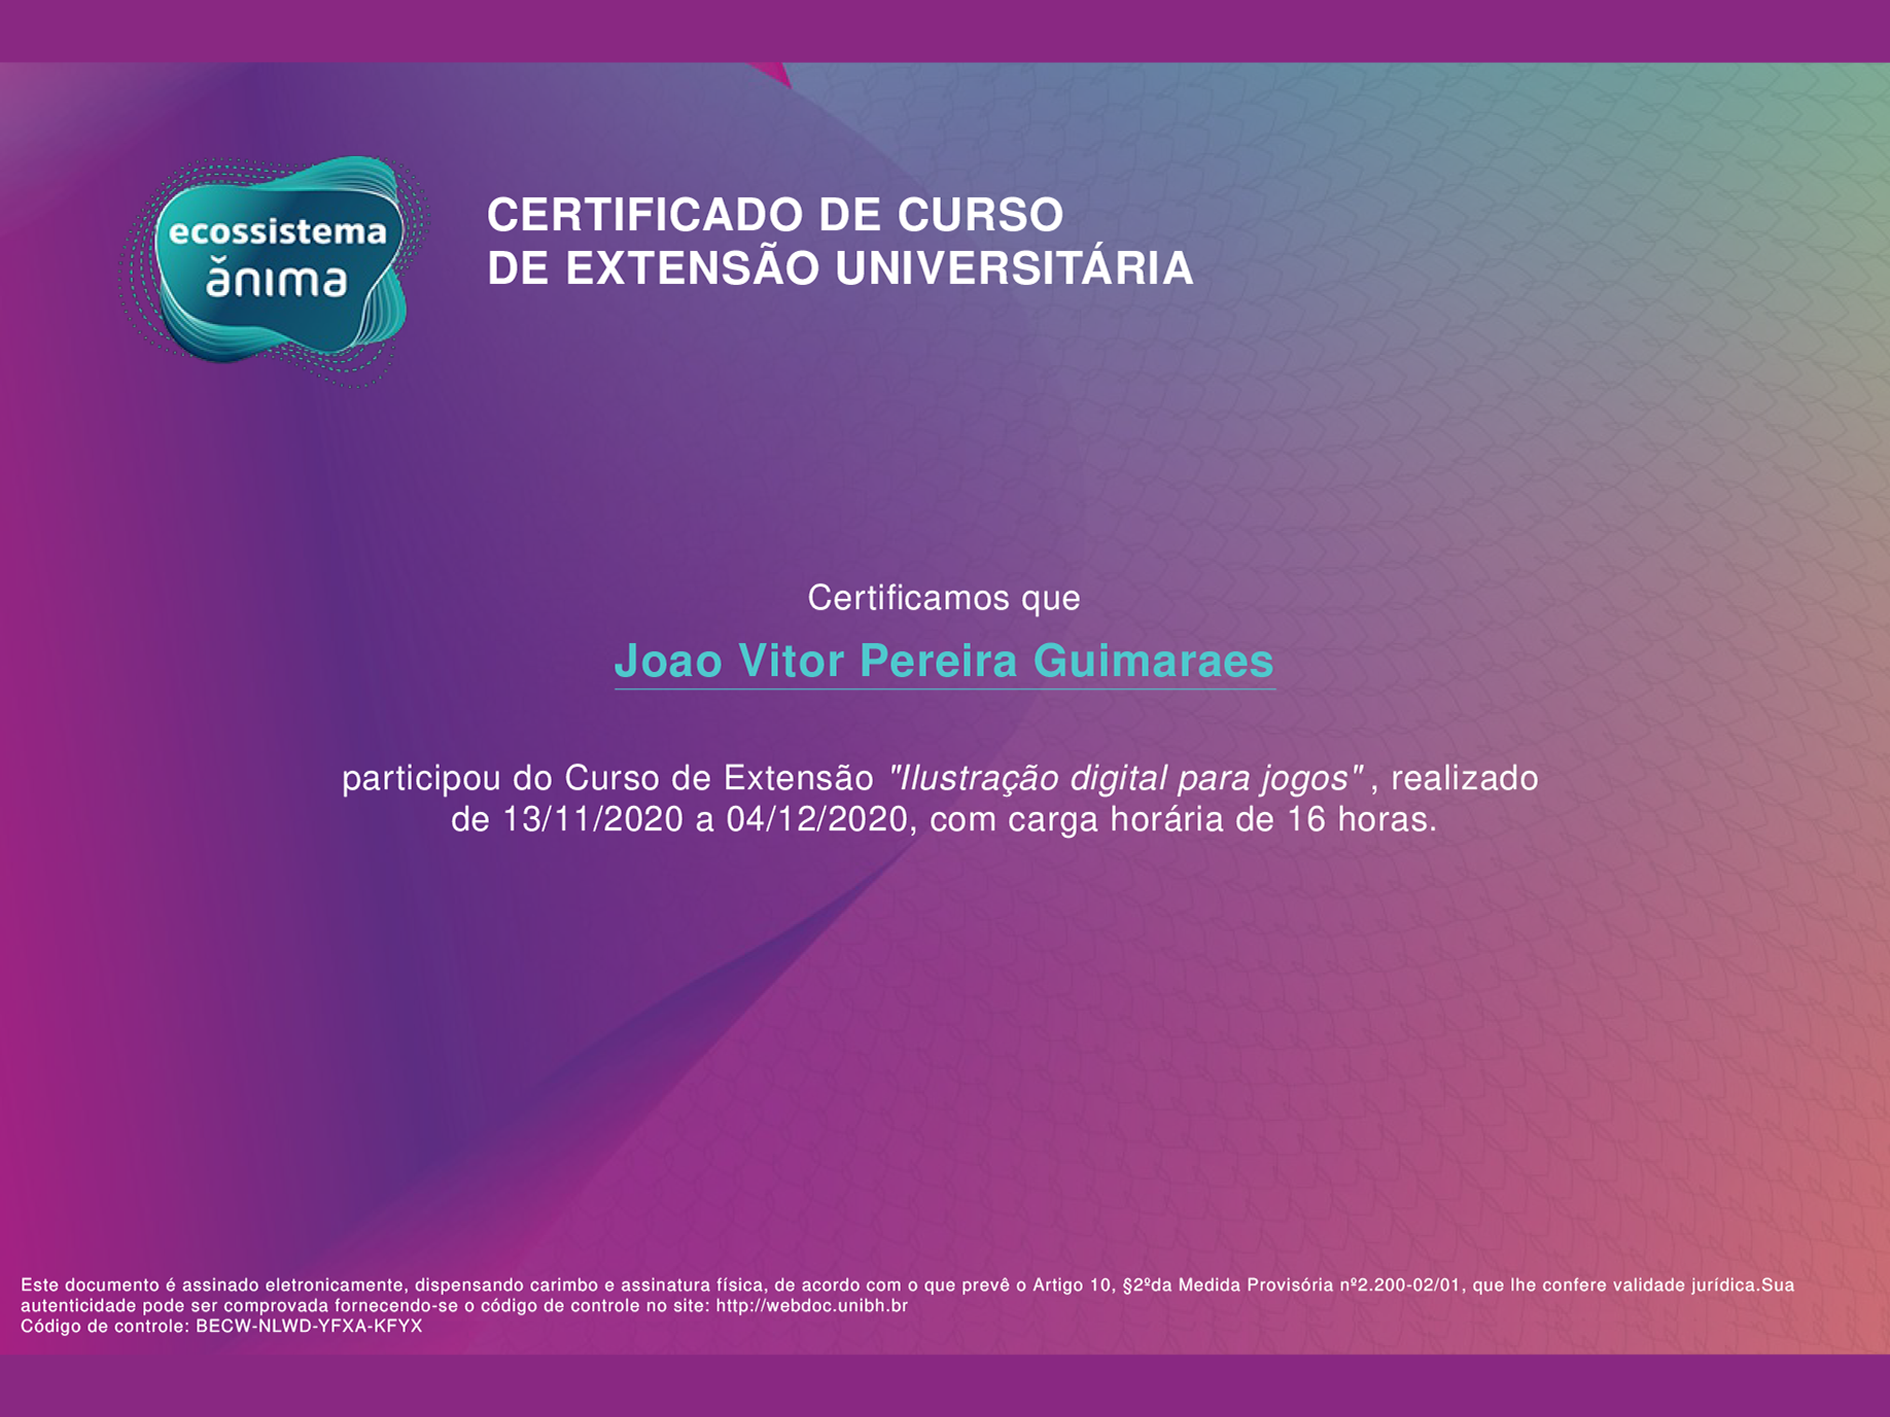 ecossistema
ănıma
CERTIFICADO DE CURSO
DE EXTENSÃO UNIVERSITÁRIA
Certificamos que
Joao Vitor Pereira Guimaraes
participou do Curso de Extensão "Ilustração digital para jogos" , realizado
de 13/11/2020 a 04/12/2020, com carga horária de 16 horas.
Este documento é assinado eletronicamente, dispensando carimbo e assinatura física, de acordo com o que prevê o Artigo 10, §2ºda Medida Provisória nº2.200-02/01, que lhe confere validade jurídica.Sua
autenticidade pode ser comprovada fornecendo-se o código de controle no site: http://webdoc.unibh.br
Código de controle: BECW-NLWD-YFXA-KFYX